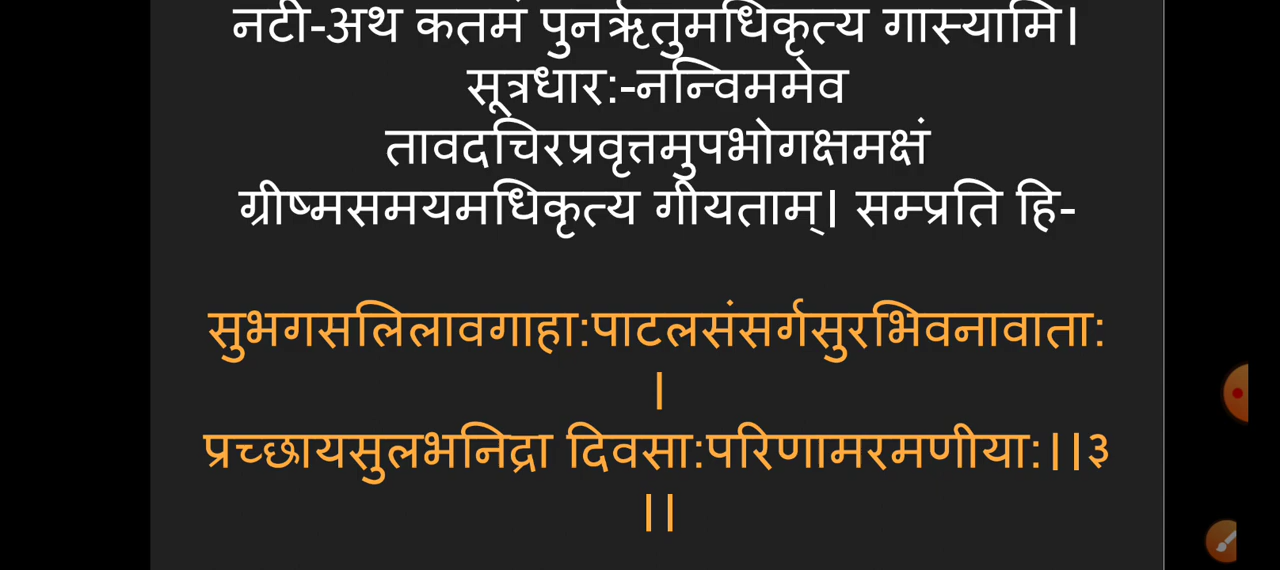 नटी-अथ कतमं पुनर्ऋतुमधिकृत्य गास्यामि।
सूत्रधार:-नन्विममेव
तावदचिरप्रवृत्तमुपभोगक्षमक्षं
ग्रीष्मसमयमधिकृत्य गीयताम्। सम्प्रति हि-
सुभगसलिलावगाहा:पाटलसंसर्गसुरभिवनावाता:
।
प्रच्छायसुलभनिद्रा दिवसा:परिणामरमणीया:।।३
।।